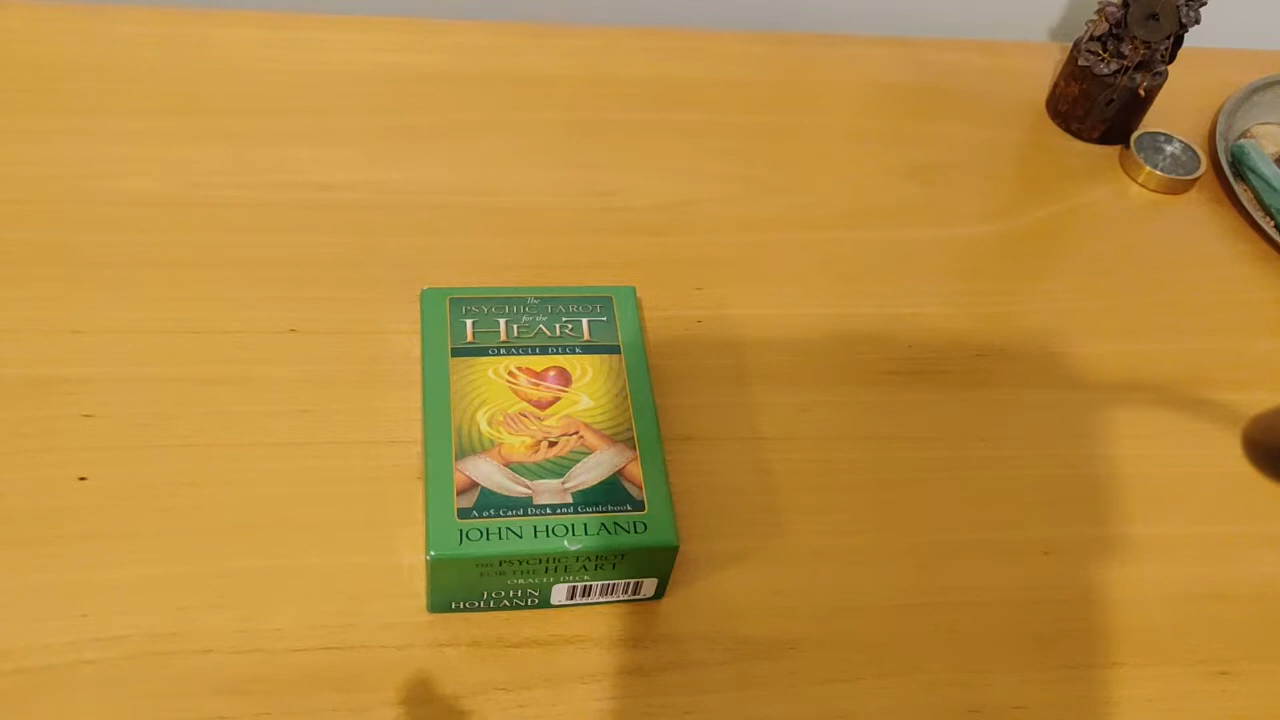 The
PSYCHIC TAROT
for the
HEART
ORACLE DECK
A 65-Card Deck and Guidebook
JOHN HOLLAND
THE PSYCHIC TAROT
FOR THE HEART
ORACLE DECK
JOHN
HOLLAND